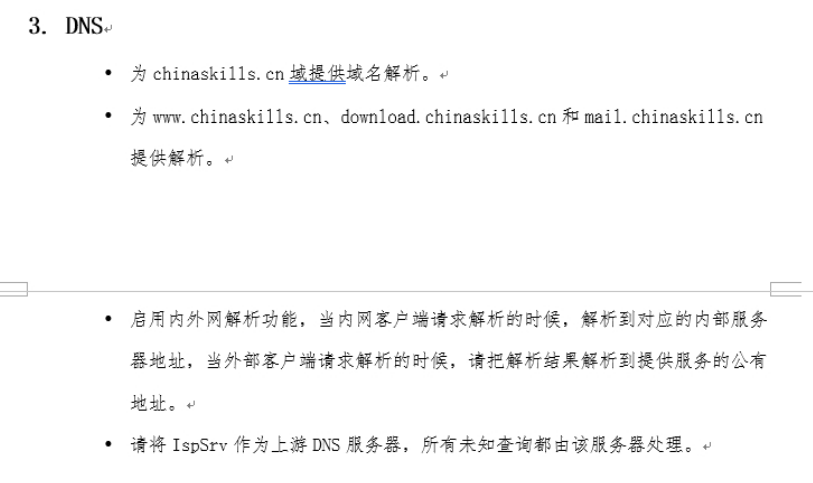 3. DNS
• 为 chinaskills.cn 域提供域名解析。
• 为 www.chinaskills.cn、download.chinaskills.cn 和 mail.chinaskills.cn
提供解析。
• 启用内外网解析功能，当内网客户端请求解析的时候，解析到对应的内部服务
器地址，当外部客户端请求解析的时候，请把解析结果解析到提供服务的公有
地址。
• 请将 IspSrv 作为上游 DNS 服务器，所有未知查询都由该服务器处理。